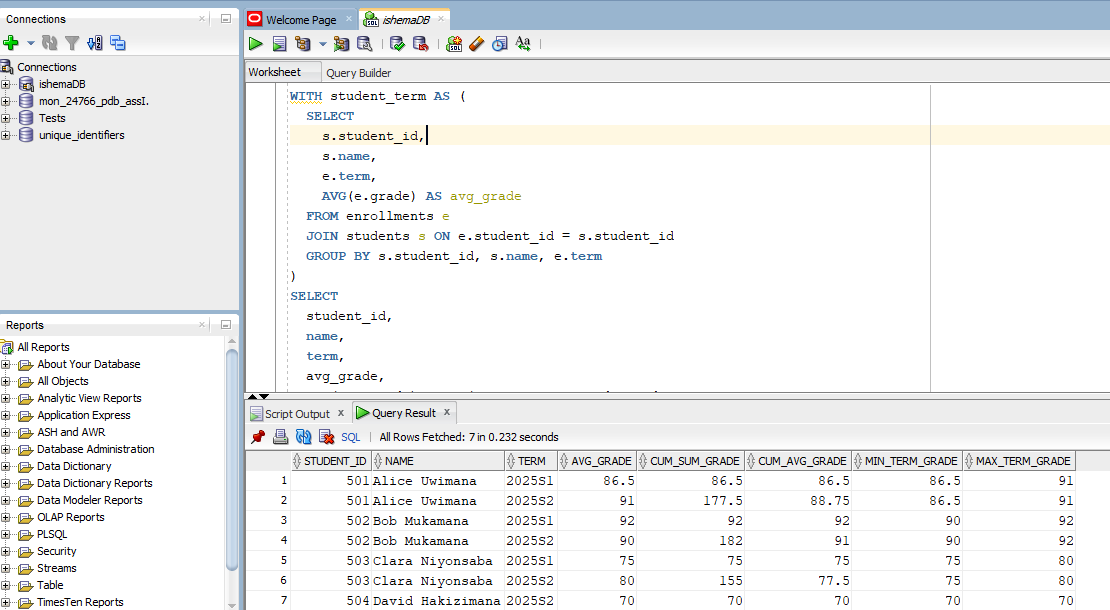 Connections
Connections
ishemaDB
mon_24766_pdb_assI.
Tests
unique_identifiers
Reports
All Reports
About Your Database
All Objects
Analytic View Reports
Application Express
ASH and AWR
Database Administration
Data Dictionary
Data Dictionary Reports
Data Modeler Reports
OLAP Reports
PLSQL
Security
Streams
Table
TimesTen Reports
Welcome Page ishemaDB
Worksheet Query Builder
WITH student_term AS (
SELECT
s.student_id,
s.name,
e.term,
AVG(e.grade) AS avg_grade
FROM enrollments e
JOIN students s ON e.student_id = s.student_id
GROUP BY s.student_id, s.name, e.term
)
SELECT
student_id,
name,
term,
avg_grade,
Script Output x Query Result x
SQL | All Rows Fetched: 7 in 0.232 seconds
STUDENT_ID NAME TERM AVG_GRADE CUM_SUM_GRADE CUM_AVG_GRADE MIN_TERM_GRADE MAX_TERM_GRADE
1 501 Alice Uwimana 2025S1 86.5 86.5 86.5 86.5 91
2 501 Alice Uwimana 2025S2 91 177.5 88.75 86.5 91
3 502 Bob Mukamana 2025S1 92 92 92 90 92
4 502 Bob Mukamana 2025S2 90 182 91 90 92
5 503 Clara Niyonsaba 2025S1 75 75 75 75 80
6 503 Clara Niyonsaba 2025S2 80 155 77.5 75 80
7 504 David Hakizimana 2025S2 70 70 70 70 70